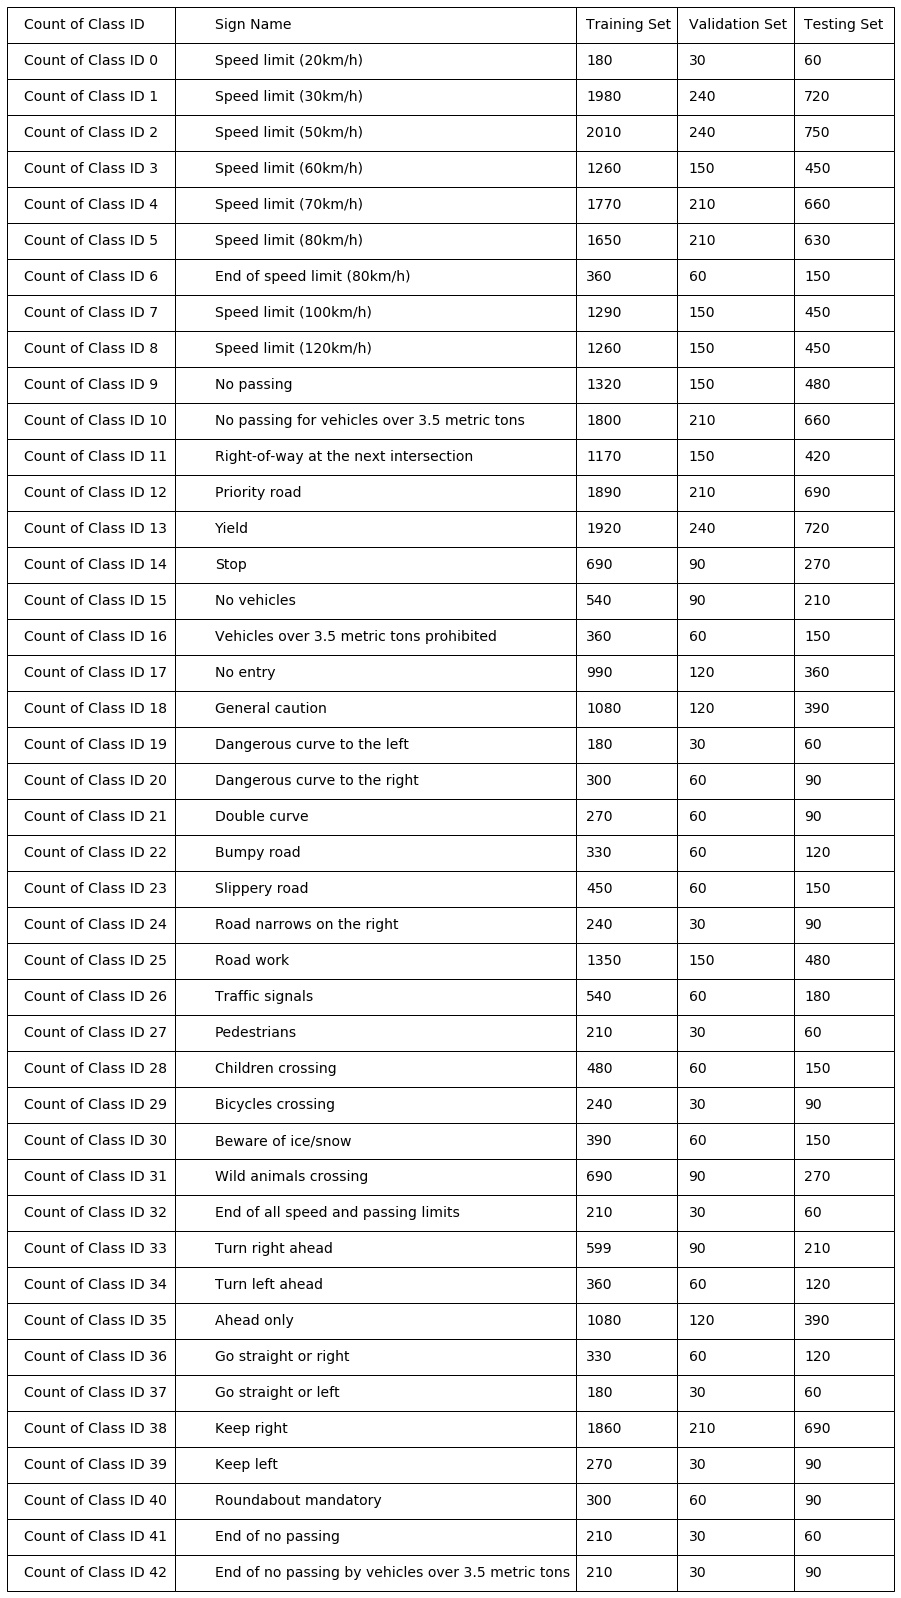 Count of Class ID Sign Name Training Set Validation Set Testing Set
Count of Class ID 0 Speed limit (20km/h) 180 30 60
Count of Class ID 1 Speed limit (30km/h) 1980 240 720
Count of Class ID 2 Speed limit (50km/h) 2010 240 750
Count of Class ID 3 Speed limit (60km/h) 1260 150 450
Count of Class ID 4 Speed limit (70km/h) 1770 210 660
Count of Class ID 5 Speed limit (80km/h) 1650 210 630
Count of Class ID 6 End of speed limit (80km/h) 360 60 150
Count of Class ID 7 Speed limit (100km/h) 1290 150 450
Count of Class ID 8 Speed limit (120km/h) 1260 150 450
Count of Class ID 9 No passing 1320 150 480
Count of Class ID 10 No passing for vehicles over 3.5 metric tons 1800 210 660
Count of Class ID 11 Right-of-way at the next intersection 1170 150 420
Count of Class ID 12 Priority road 1890 210 690
Count of Class ID 13 Yield 1920 240 720
Count of Class ID 14 Stop 690 90 270
Count of Class ID 15 No vehicles 540 90 210
Count of Class ID 16 Vehicles over 3.5 metric tons prohibited 360 60 150
Count of Class ID 17 No entry 990 120 360
Count of Class ID 18 General caution 1080 120 390
Count of Class ID 19 Dangerous curve to the left 180 30 60
Count of Class ID 20 Dangerous curve to the right 300 60 90
Count of Class ID 21 Double curve 270 60 90
Count of Class ID 22 Bumpy road 330 60 120
Count of Class ID 23 Slippery road 450 60 150
Count of Class ID 24 Road narrows on the right 240 30 90
Count of Class ID 25 Road work 1350 150 480
Count of Class ID 26 Traffic signals 540 60 180
Count of Class ID 27 Pedestrians 210 30 60
Count of Class ID 28 Children crossing 480 60 150
Count of Class ID 29 Bicycles crossing 240 30 90
Count of Class ID 30 Beware of ice/snow 390 60 150
Count of Class ID 31 Wild animals crossing 690 90 270
Count of Class ID 32 End of all speed and passing limits 210 30 60
Count of Class ID 33 Turn right ahead 599 90 210
Count of Class ID 34 Turn left ahead 360 60 120
Count of Class ID 35 Ahead only 1080 120 390
Count of Class ID 36 Go straight or right 330 60 120
Count of Class ID 37 Go straight or left 180 30 60
Count of Class ID 38 Keep right 1860 210 690
Count of Class ID 39 Keep left 270 30 90
Count of Class ID 40 Roundabout mandatory 300 60 90
Count of Class ID 41 End of no passing 210 30 60
Count of Class ID 42 End of no passing by vehicles over 3.5 metric tons 210 30 90